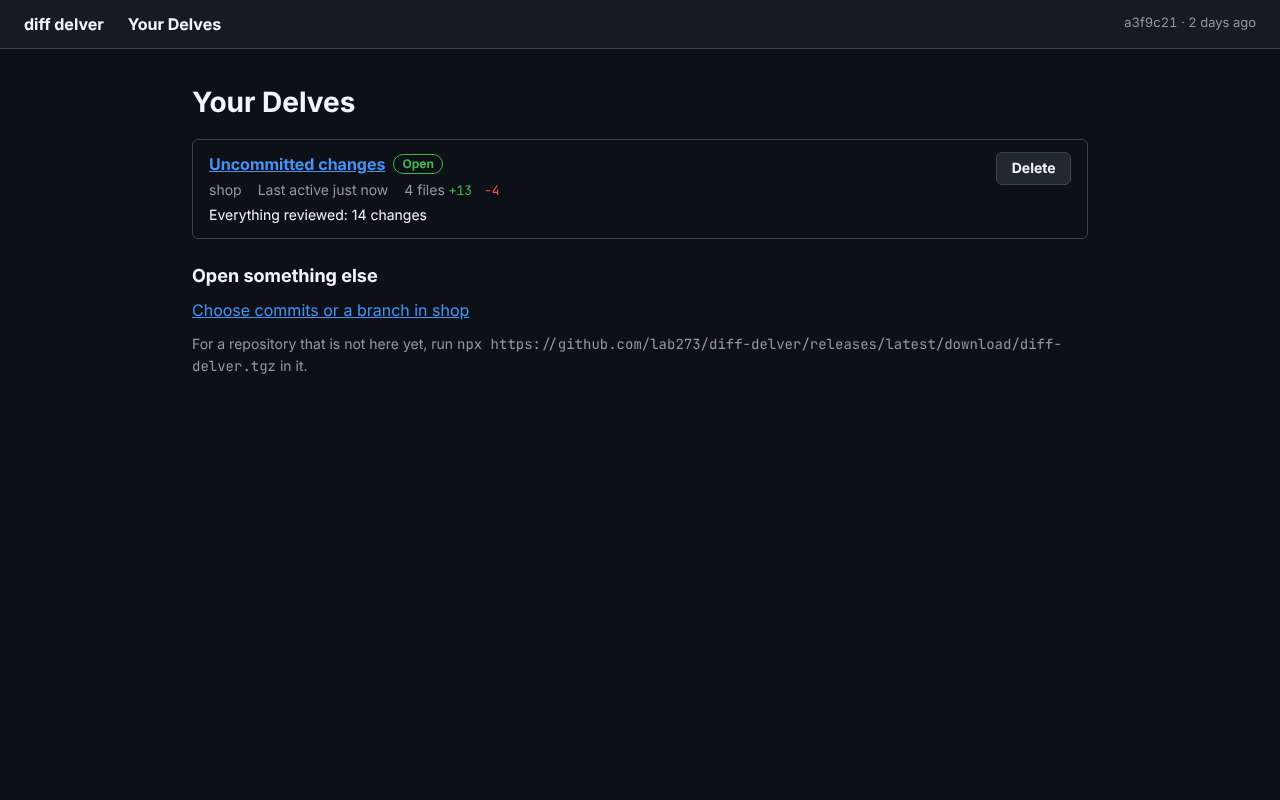 diff delver Your Delves a3f9c21 · 2 days ago
Your Delves
Uncommitted changes Open Delete
shop Last active just now 4 files +13 -4
Everything reviewed: 14 changes
Open something else
Choose commits or a branch in shop
For a repository that is not here yet, run npx https://github.com/lab273/diff-delver/releases/latest/download/diff-
delver.tgz in it.